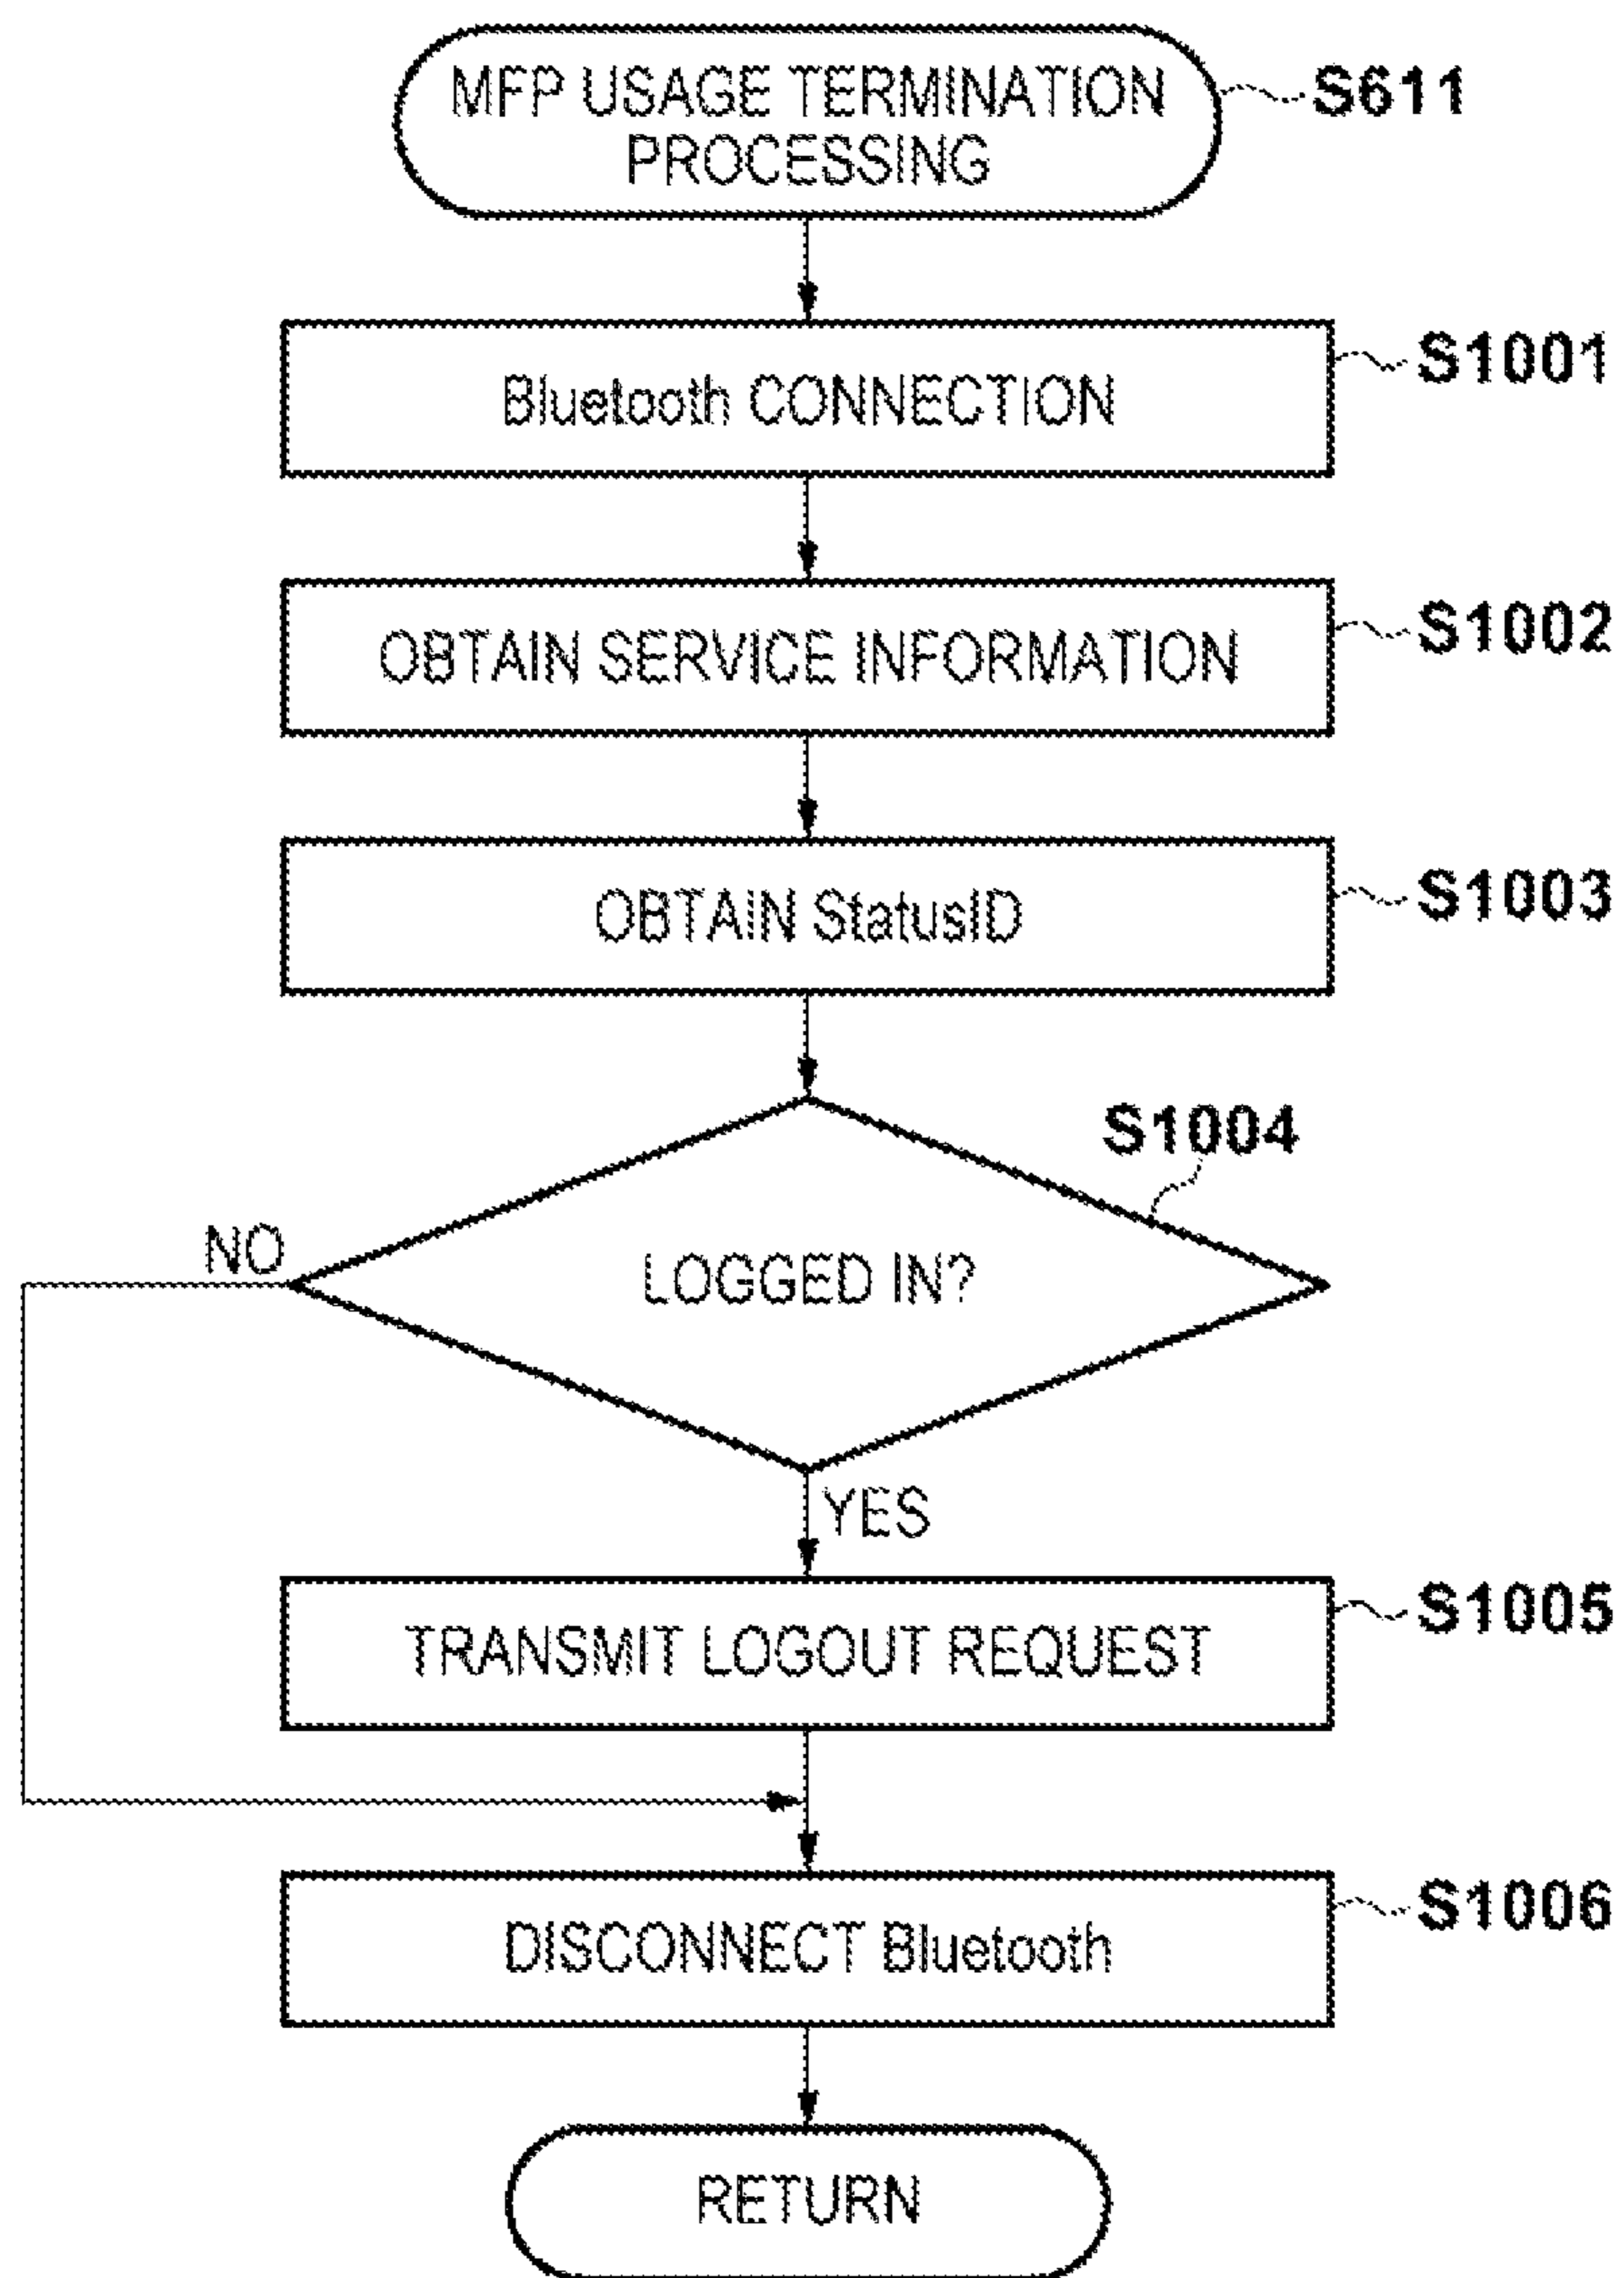 MFP USAGE TERMINATION
PROCESSING
S611
Bluetooth CONNECTION
S1001
OBTAIN SERVICE INFORMATION
S1002
OBTAIN StatusID
S1003
S1004
NO
LOGGED IN?
YES
TRANSMIT LOGOUT REQUEST
S1005
DISCONNECT Bluetooth
S1006
RETURN